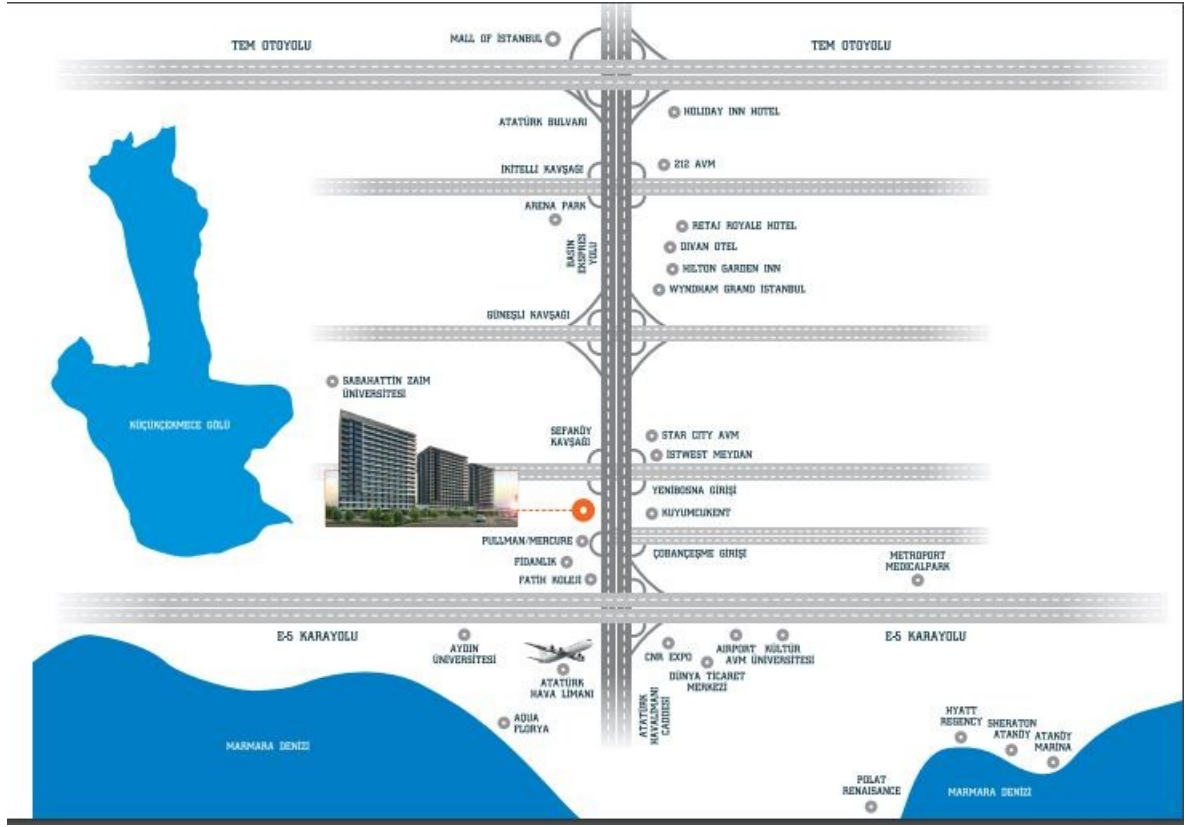 MALL OF İSTANBUL
TEM OTOYOLU
TEM OTOYOLU
HOLIDAY INN HOTEL
ATATÜRK BULVARI
212 AVM
İKİTELLİ KAVŞAĞI
ARENA PARK
BASIN
EKSPRES
YOLU
RETAJ ROYALE HOTEL
DIVAN OTEL
HILTON GARDEN INN
WYNDHAM GRAND ISTANBUL
GÜNEŞLİ KAVŞAĞI
SABAHATTİN ZAİM
ÜNİVERSİTESİ
KÜÇÜKÇEKMECE GÖLÜ
SEFAKÖY
KAVŞAĞI
STAR CITY AVM
İSTWEST MEYDAN
YENİBOSNA GİRİŞİ
KUYUMCUKENT
PULLMAN/MERCURE
ÇOBANÇEŞME GİRİŞİ
FİDANLIK
FATİH KOLEJİ
METROPORT
MEDICALPARK
E-5 KARAYOLU
E-5 KARAYOLU
AYDIN
ÜNİVERSİTESİ
ATATÜRK
HAVA LİMANI
CNR EXPO
AIRPORT
AVM
KÜLTÜR
ÜNİVERSİTESİ
DÜNYA TİCARET
MERKEZİ
ATATÜRK
HAVALİMANI
CADDESİ
AQUA
FLORYA
MARMARA DENİZİ
HYATT
REGENCY
SHERATON
ATAKÖY
ATAKÖY
MARINA
POLAT
RENAISANCE
MARMARA DENİZİ